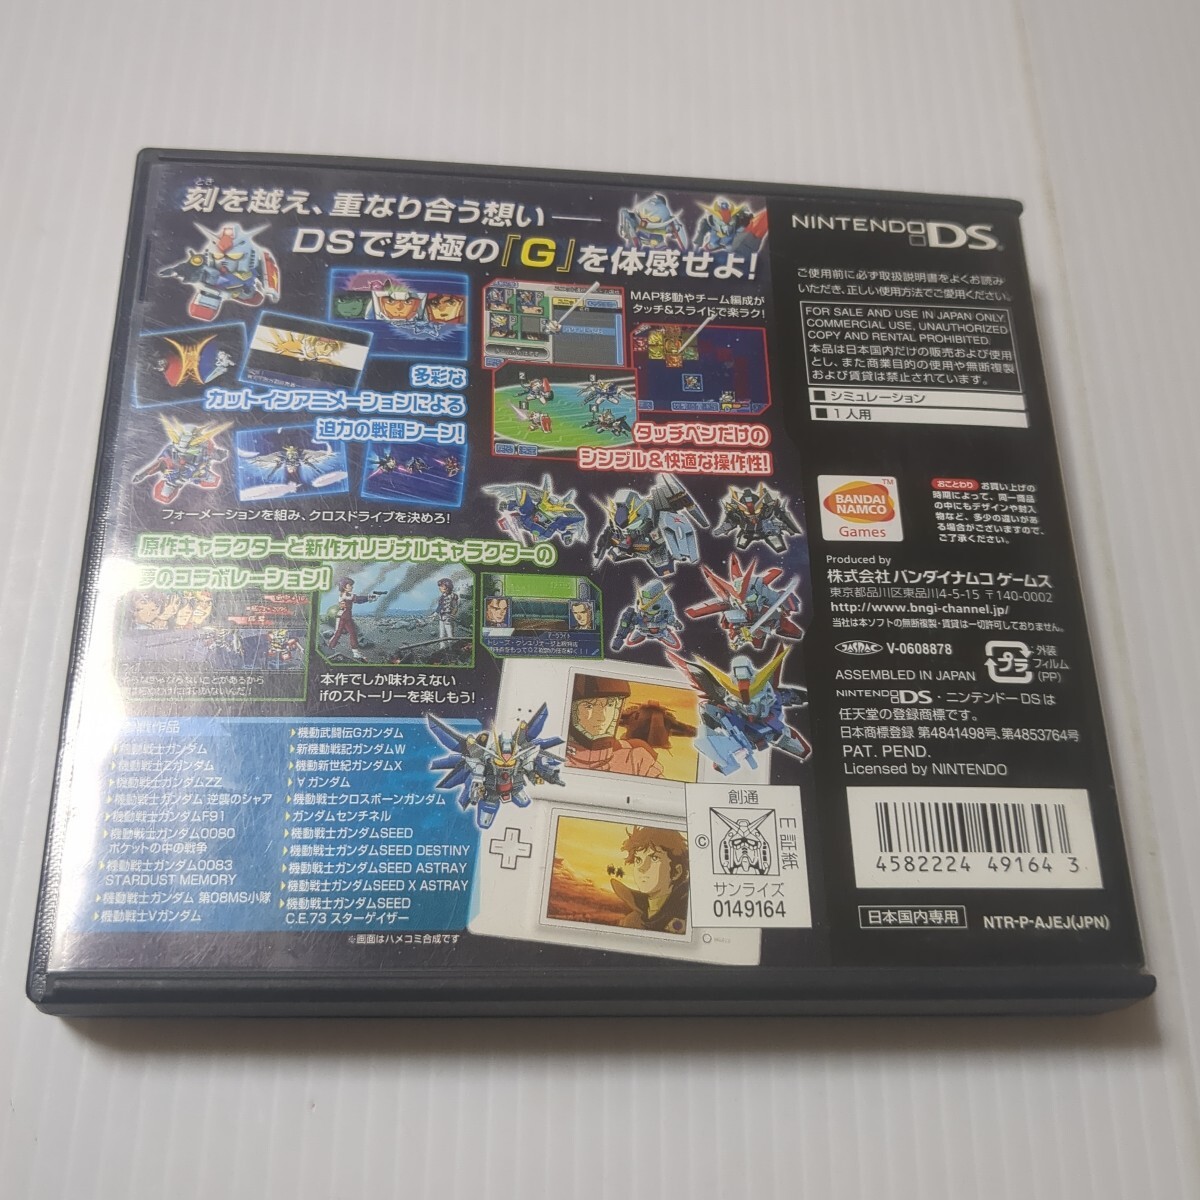 とき
刻を越え、重なり合う想い――
DSで究極の『G』を体感せよ!
多彩な
カットインアニメーションによる
迫力の戦闘シーン!
フォーメーションを組み、クロスドライブを決めろ!
MAP移動やチーム編成が
タッチ&スライドで楽ラク!
タッチペンだけの
シンプル&快適な操作性!
原作キャラクターと新作オリジナルキャラクターの
夢のコラボレーション!
本作でしか味わえない
ifのストーリーを楽しもう!
戦作品
機動戦士ガンダム
機動戦士Zガンダム
機動戦士ガンダムZZ
機動戦士ガンダム 逆襲のシャア
機動戦士ガンダムF91
機動戦士ガンダム0080
ポケットの中の戦争
機動戦士ガンダム0083
STARDUST MEMORY
機動戦士ガンダム 第08MS小隊
機動戦士Vガンダム
機動武闘伝Gガンダム
新機動戦記ガンダムW
機動新世紀ガンダムX
∀ガンダム
機動戦士クロスボーンガンダム
ガンダムセンチネル
機動戦士ガンダムSEED
機動戦士ガンダムSEED DESTINY
機動戦士ガンダムSEED ASTRAY
機動戦士ガンダムSEED X ASTRAY
機動戦士ガンダムSEED
C.E.73 スターゲイザー
※画面はハメコミ合成です
NINTENDO DS
ご使用前に必ず取扱説明書をよくお読み
いただき、正しい使用方法でご愛用ください。
FOR SALE AND USE IN JAPAN ONLY.
COMMERCIAL USE, UNAUTHORIZED
COPY AND RENTAL PROHIBITED.
本品は日本国内だけの販売および使用
とし、また商業目的の使用や無断複製
および賃貸は禁止されています。
■シミュレーション
■1人用
BANDAI
NAMCO
Games
TM
おことわり お買い上げの
時期によって、同一商品
の中にもデザインや封入
物など、多少の違いがあ
る場合がございますので
ご了承ください。
Produced by
株式会社 バンダイナムコ ゲームス
東京都品川区東品川4-5-15 〒140-0002
http://www.bngi-channel.jp/
当社は本ソフトの無断複製・賃貸は一切許可しておりません。
JASRAC
V-0608878
プラ
:外装
フィルム
(PP)
ASSEMBLED IN JAPAN
NINTENDO DS・ニンテンドーDSは
任天堂の登録商標です。
日本商標登録 第4841498号、第4853764号
PAT. PEND.
Licensed by NINTENDO
4582224 49164 3
日本国内専用
NTR-P-AJEJ(JPN)
創通
©
サンライズ
E証紙
0149164